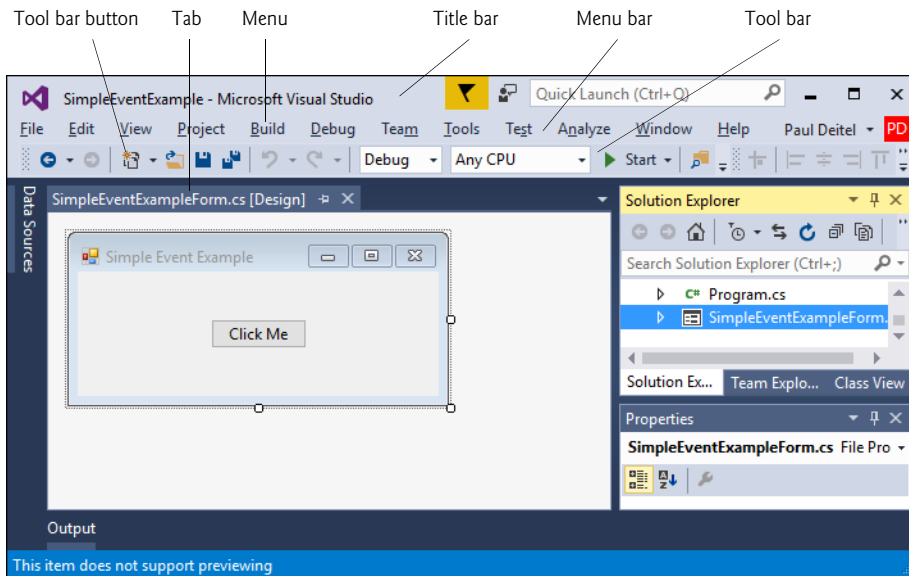 Tool bar button Tab Menu Title bar Menu bar Tool bar
SimpleEventExample - Microsoft Visual Studio Quick Launch (Ctrl+Q)
File Edit View Project Build Debug Team Tools Test Analyze Window Help Paul Deitel PD
Debug Any CPU Start
Data Sources
SimpleEventExampleForm.cs [Design]
Simple Event Example
Click Me
Solution Explorer
Search Solution Explorer (Ctrl+;)
C# Program.cs
SimpleEventExampleForm.
Solution Ex... Team Explo... Class View
Properties
SimpleEventExampleForm.cs File Pro
Output
This item does not support previewing